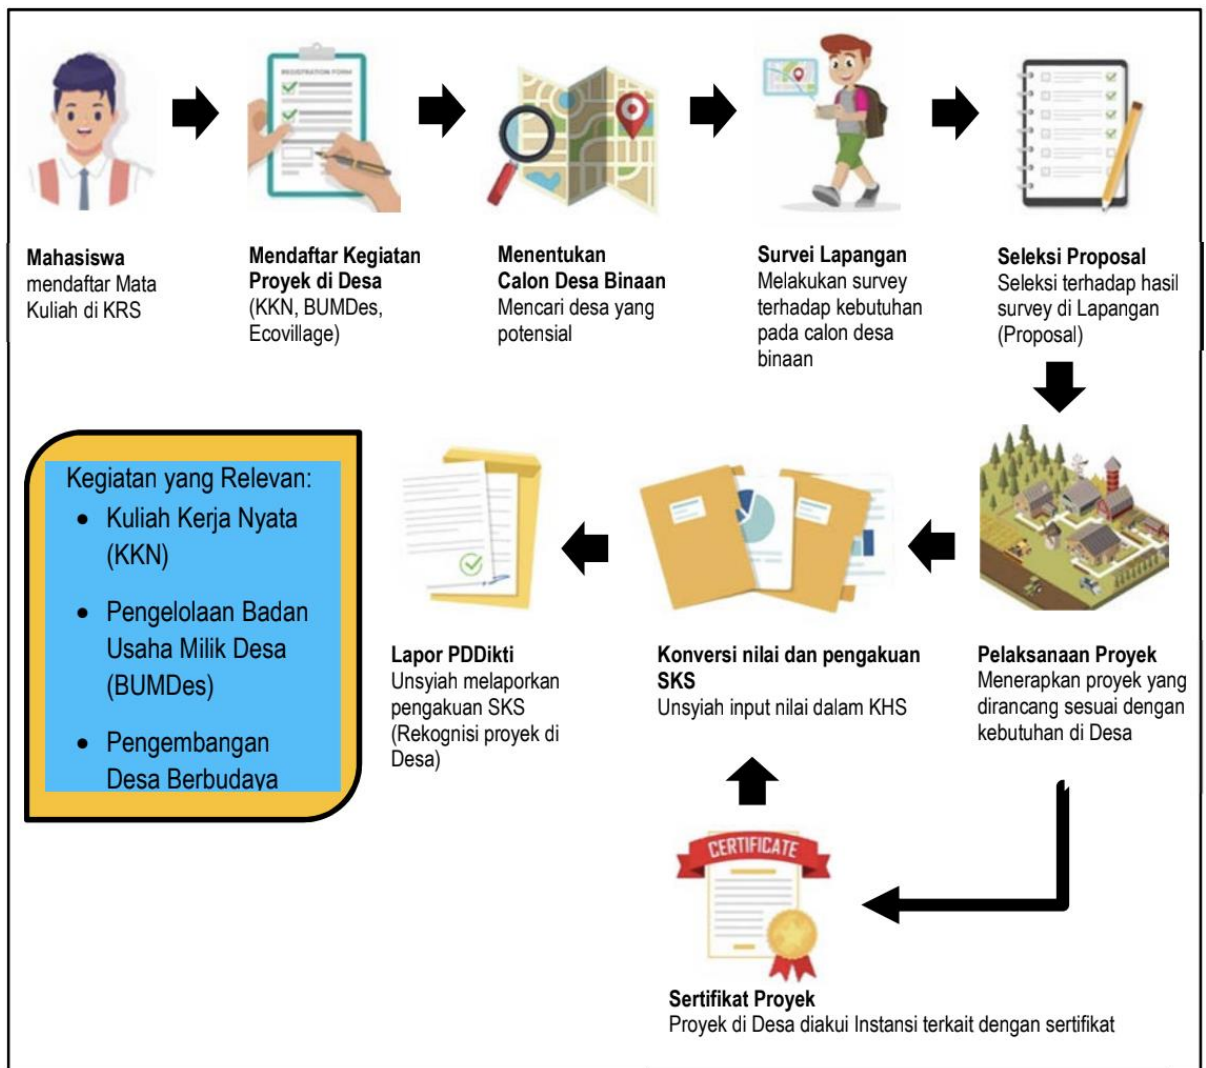 REGISTRATION FORM
Mahasiswa
mendaftar Mata
Kuliah di KRS
Mendaftar Kegiatan
Proyek di Desa
(KKN, BUMDes,
Ecovillage)
Menentukan
Calon Desa Binaan
Mencari desa yang
potensial
Survei Lapangan
Melakukan survey
terhadap kebutuhan
pada calon desa
binaan
Seleksi Proposal
Seleksi terhadap hasil
survey di Lapangan
(Proposal)
Kegiatan yang Relevan:
• Kuliah Kerja Nyata
(KKN)
• Pengelolaan Badan
Usaha Milik Desa
(BUMDes)
• Pengembangan
Desa Berbudaya
Lapor PDDikti
Unsyiah melaporkan
pengakuan SKS
(Rekognisi proyek di
Desa)
Konversi nilai dan pengakuan
SKS
Unsyiah input nilai dalam KHS
Pelaksanaan Proyek
Menerapkan proyek yang
dirancang sesuai dengan
kebutuhan di Desa
CERTIFICATE
Sertifikat Proyek
Proyek di Desa diakui Instansi terkait dengan sertifikat